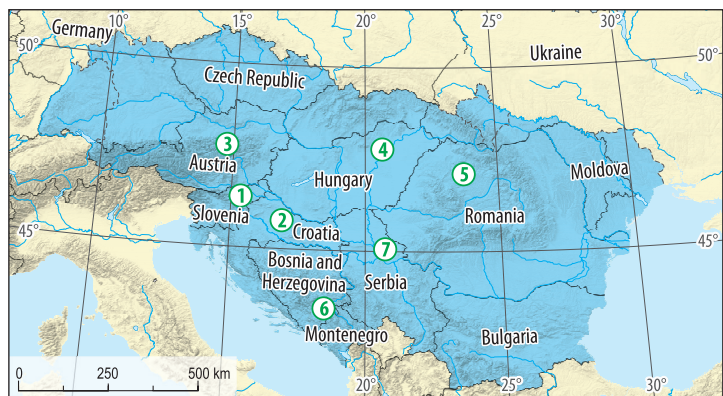 10°
15°
20°
25°
30°
Germany
50°
Ukraine
50°
Czech Republic
3
Austria
4
5
Moldova
Hungary
1
Slovenia
2
Croatia
Romania
45°
7
45°
Bosnia and
Herzegovina
Serbia
6
Montenegro
Bulgaria
0
250
500 km
20°
25°
30°